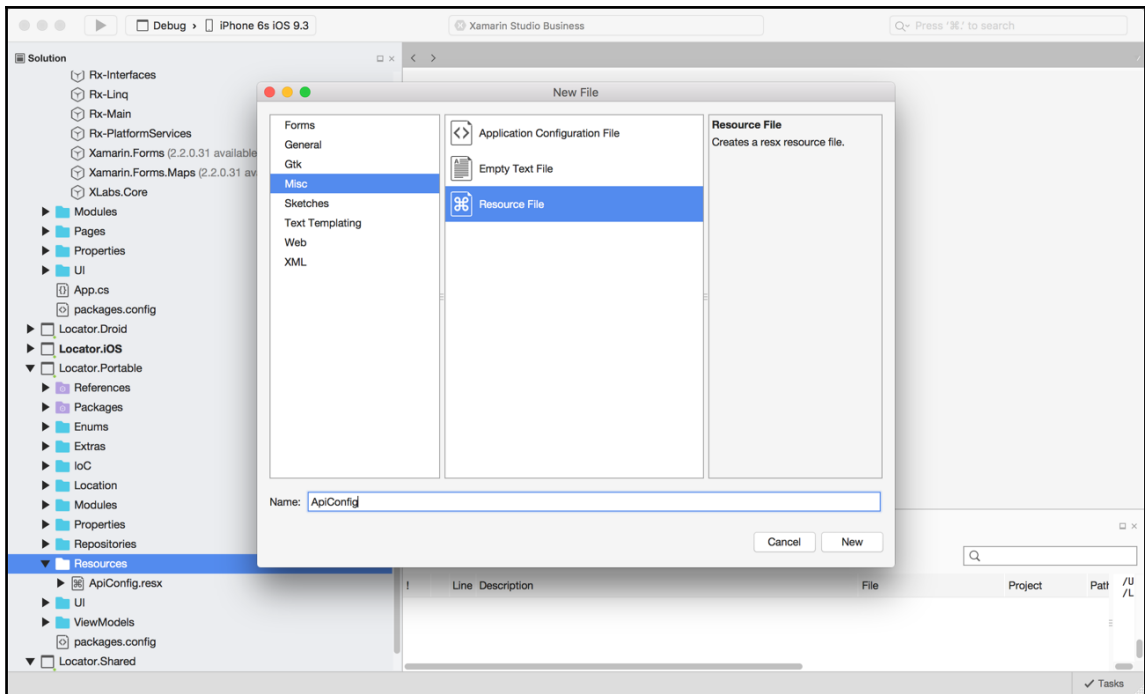 Debug › iPhone 6s iOS 9.3
Xamarin Studio Business
Press '⌘.' to search
Solution
Rx-Interfaces
Rx-Linq
Rx-Main
Rx-PlatformServices
Xamarin.Forms (2.2.0.31 available
Xamarin.Forms.Maps (2.2.0.31 av
XLabs.Core
Modules
Pages
Properties
UI
App.cs
packages.config
Locator.Droid
Locator.iOS
Locator.Portable
References
Packages
Enums
Extras
IoC
Location
Modules
Properties
Repositories
Resources
ApiConfig.resx
UI
ViewModels
packages.config
Locator.Shared
New File
Forms
General
Gtk
Misc
Sketches
Text Templating
Web
XML
Application Configuration File
Empty Text File
Resource File
Resource File
Creates a resx resource file.
Name: ApiConfig
Cancel New
! Line Description File Project Path
/U
/L
Tasks